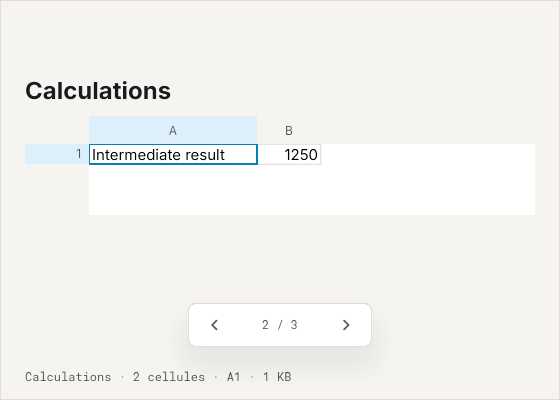 Calculations
A B
1 Intermediate result 1250
2 / 3
Calculations · 2 cellules · A1 · 1 KB